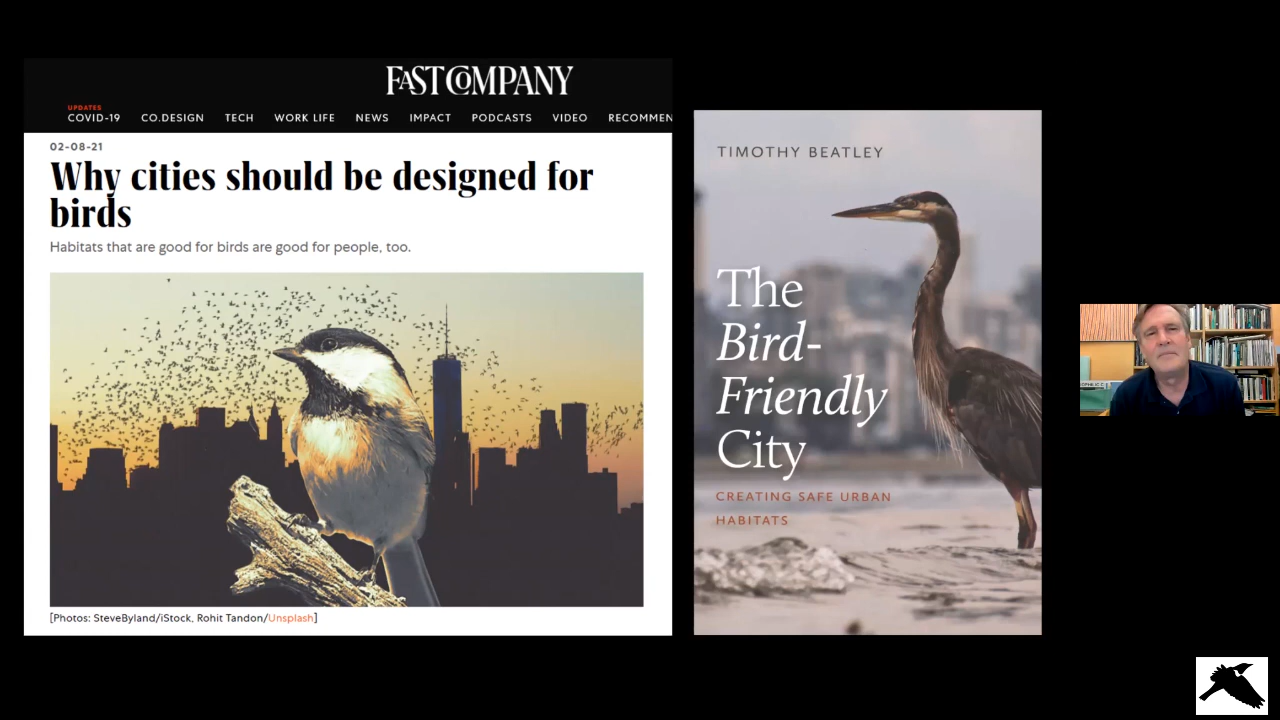 FAST COMPANY
UPDATES
COVID-19 CO.DESIGN TECH WORK LIFE NEWS IMPACT PODCASTS VIDEO RECOMMEN
02-08-21
Why cities should be designed for
birds
Habitats that are good for birds are good for people, too.
[Photos: SteveByland/iStock, Rohit Tandon/Unsplash]
TIMOTHY BEATLEY
The
Bird-
Friendly
City
CREATING SAFE URBAN
HABITATS